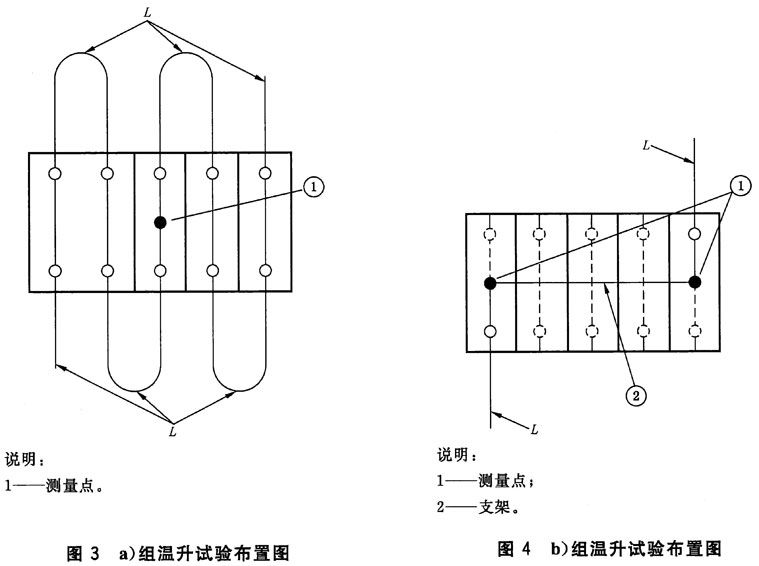 L
1
L
说明：
1——测量点。
图 3 a)组温升试验布置图
L
1
2
L
说明：
1——测量点；
2——支架。
图 4 b)组温升试验布置图